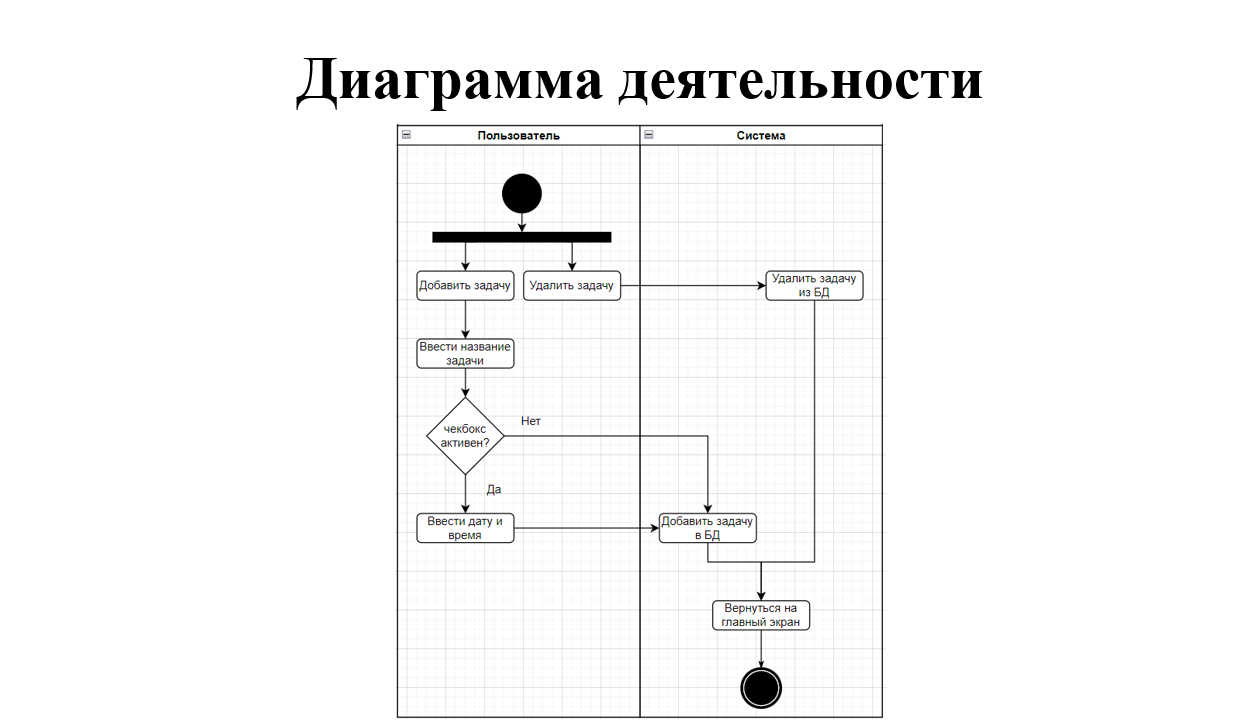 Диаграмма деятельности
Пользователь
Система
Добавить задачу
Удалить задачу
Удалить задачу
из БД
Ввести название
задачи
чекбокс
активен?
Нет
Да
Ввести дату и
время
Добавить задачу
в БД
Вернуться на
главный экран